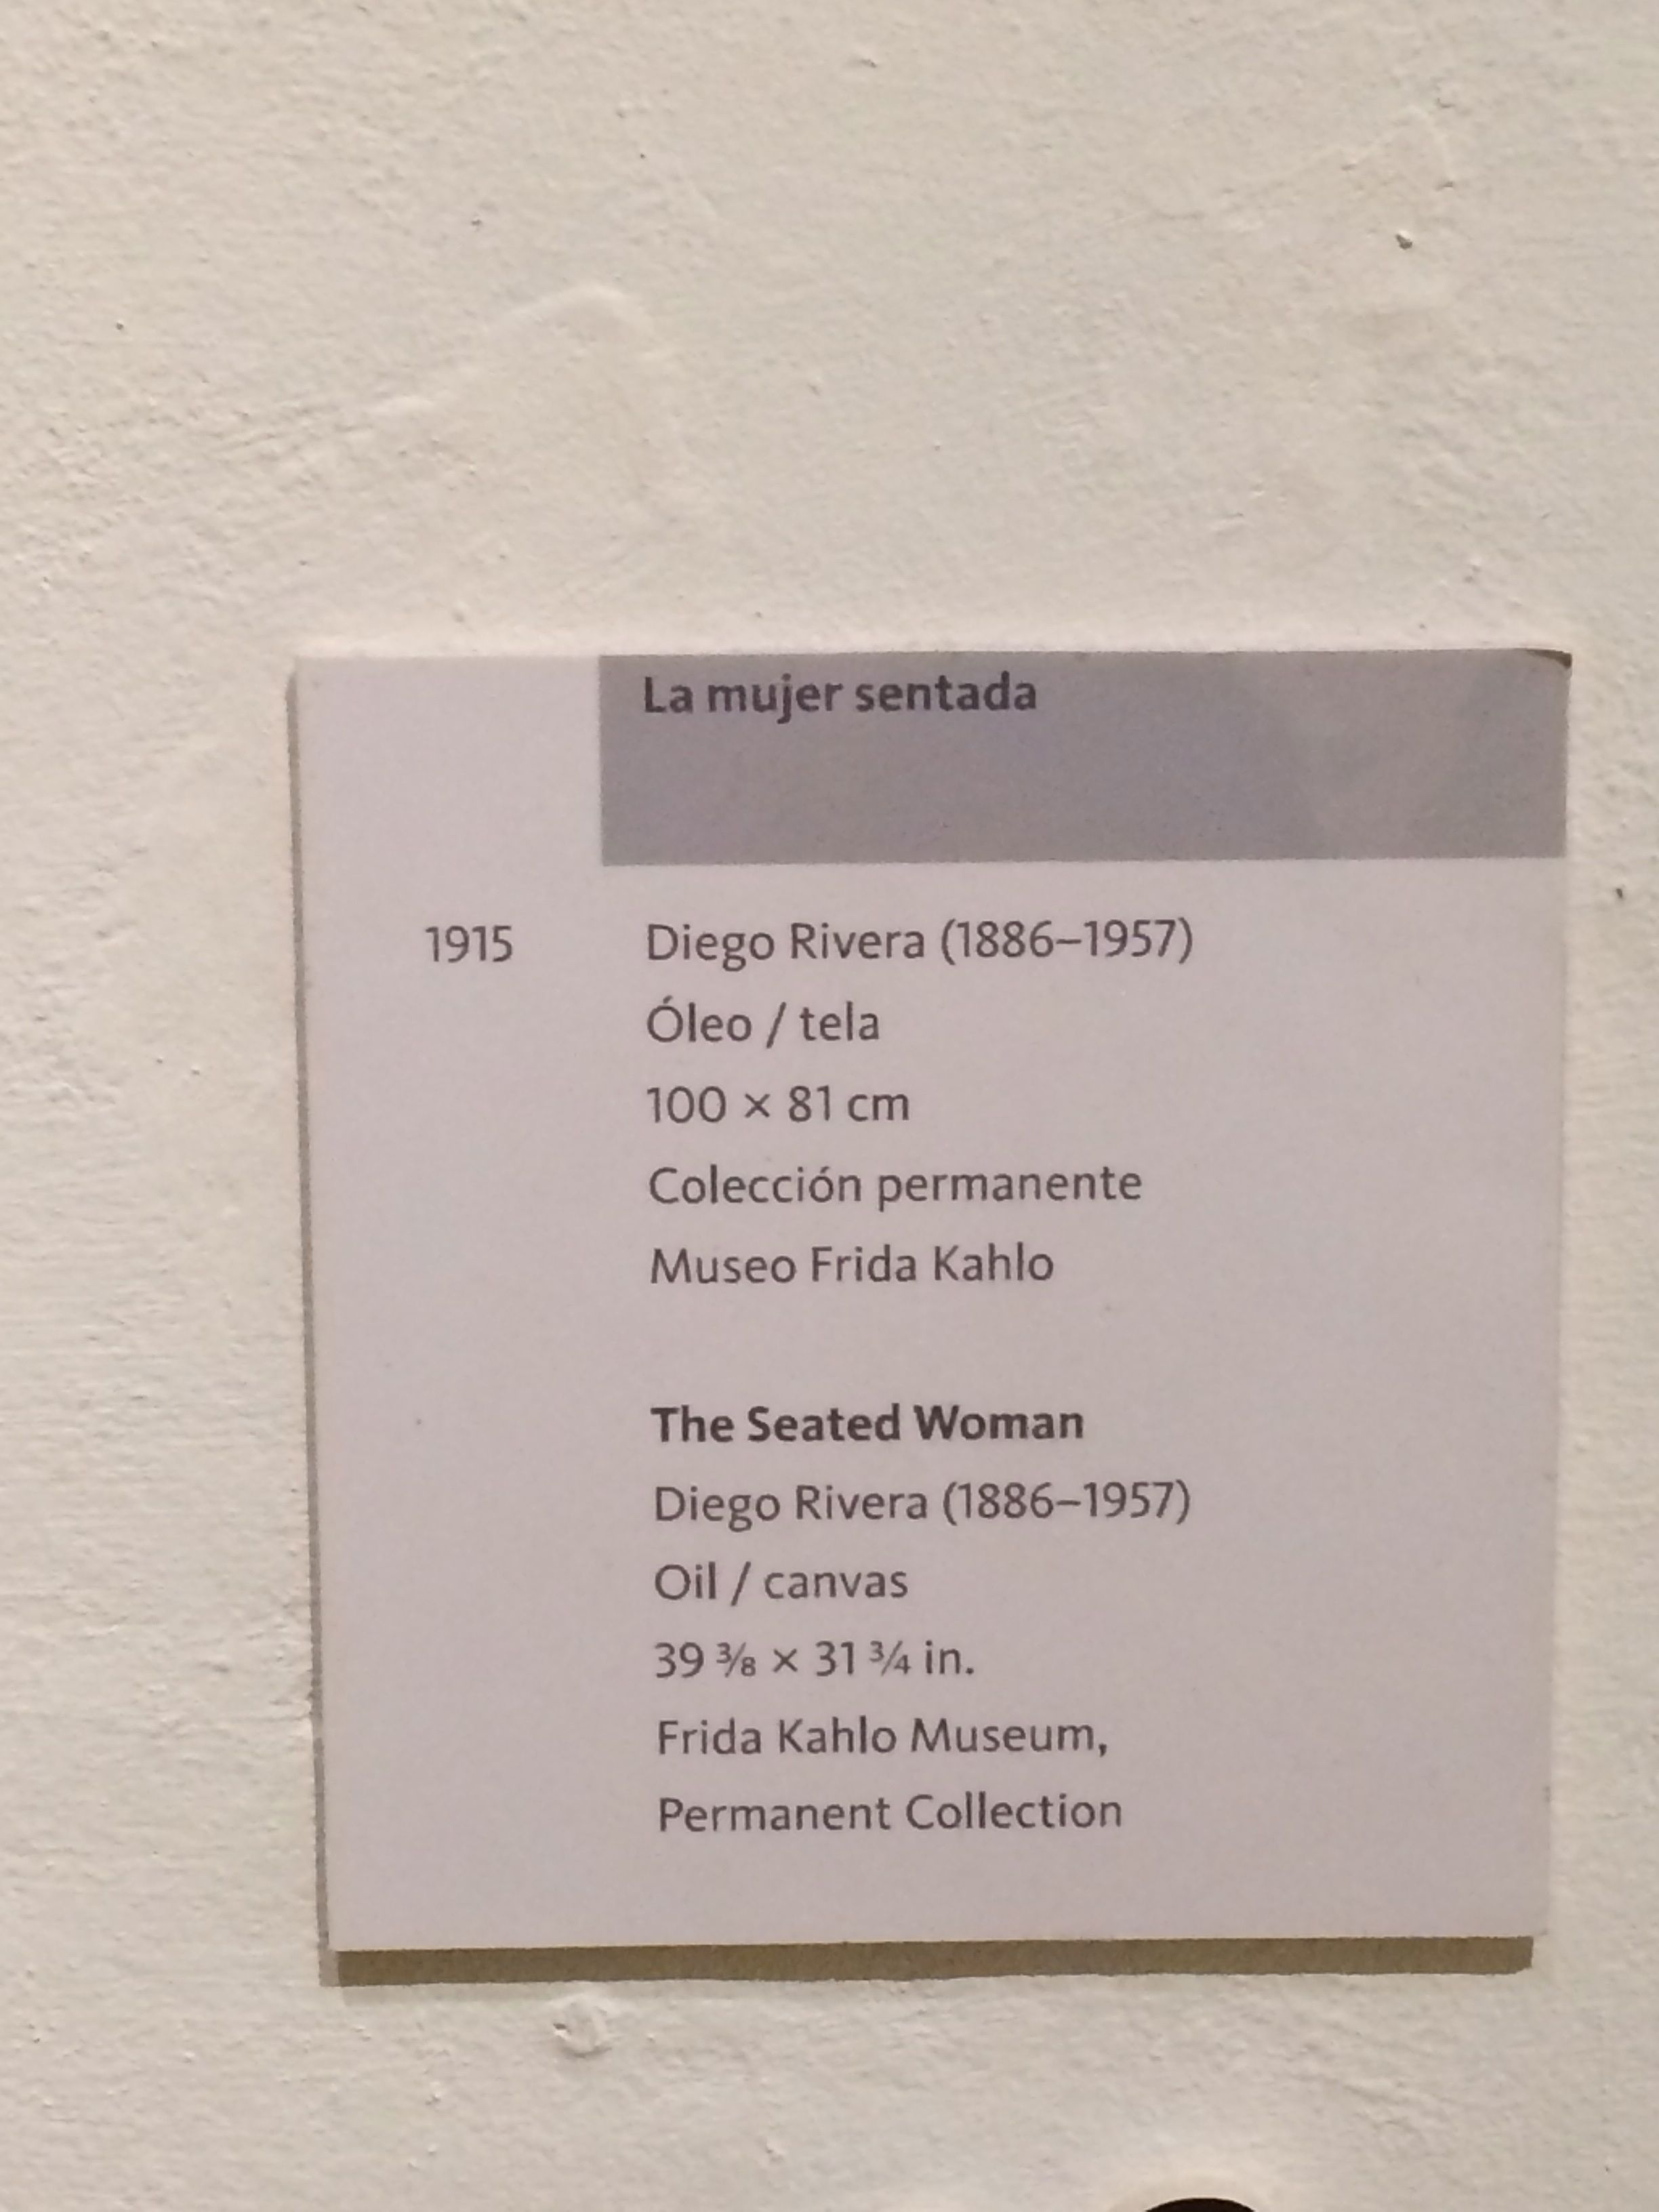 La mujer sentada
1915 Diego Rivera (1886–1957)
Óleo / tela
100 × 81 cm
Colección permanente
Museo Frida Kahlo
The Seated Woman
Diego Rivera (1886–1957)
Oil / canvas
39 ⅜ × 31 ¾ in.
Frida Kahlo Museum,
Permanent Collection